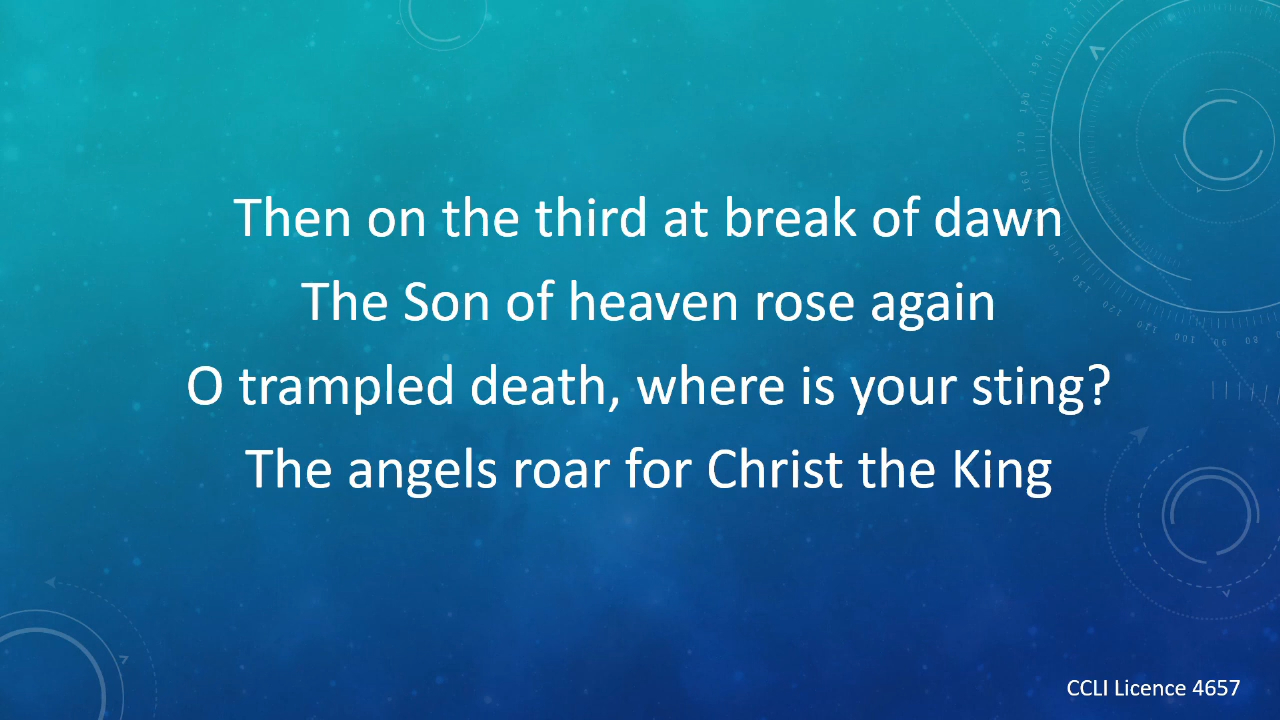 Then on the third at break of dawn
The Son of heaven rose again
O trampled death, where is your sting?
The angels roar for Christ the King
CCLI Licence 4657